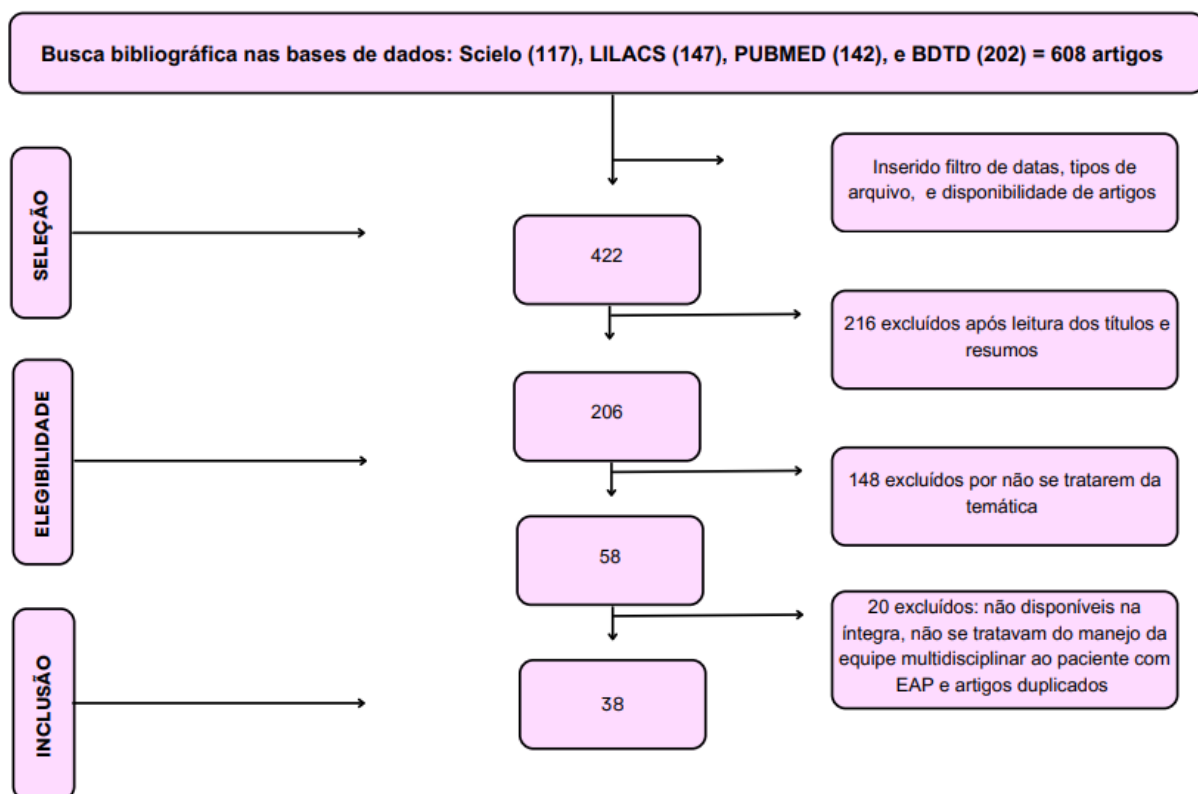 Busca bibliográfica nas bases de dados: Scielo (117), LILACS (147), PUBMED (142), e BDTD (202) = 608 artigos
SELEÇÃO
Inserido filtro de datas, tipos de
arquivo, e disponibilidade de artigos
422
216 excluídos após leitura dos títulos e
resumos
ELEGIBILIDADE
206
148 excluídos por não se tratarem da
temática
58
20 excluídos: não disponíveis na
íntegra, não se tratavam do manejo da
equipe multidisciplinar ao paciente com
EAP e artigos duplicados
INCLUSÃO
38